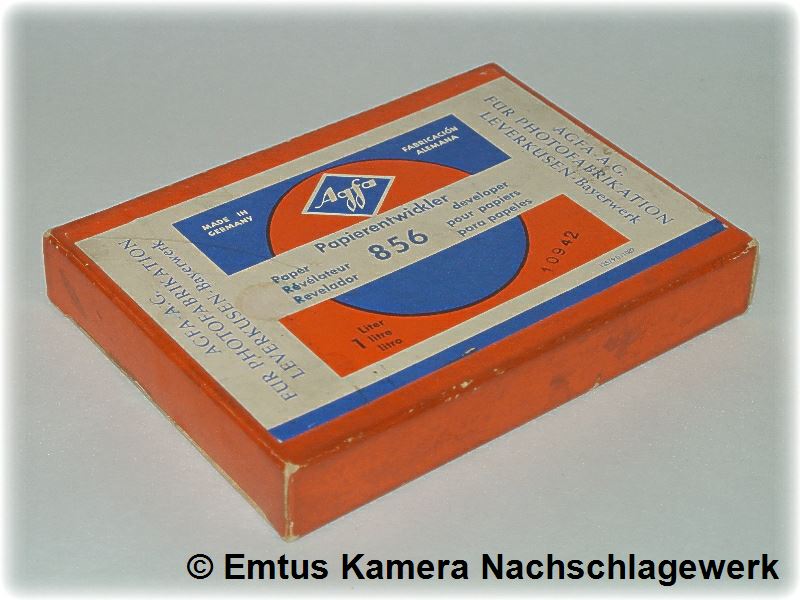 AGFA-A.G.
FÜR PHOTOFABRIKATION
LEVERKUSEN-Bayerwerk
MADE IN
GERMANY
FABRICACIÓN
ALEMANA
Agfa
Papierentwickler
Paper
Révélateur
Revelador
856
developer
pour papiers
para papeles
1
Liter
litre
litro
10942
AGFA-A.G.
FÜR PHOTOFABRIKATION
LEVERKUSEN-Bayerwerk
© Emtus Kamera Nachschlagewerk